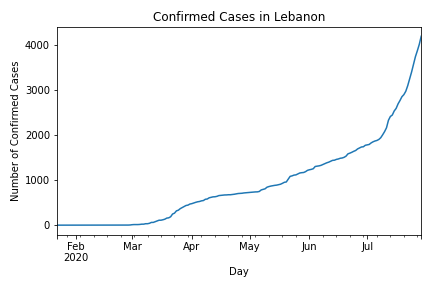 Confirmed Cases in Lebanon
Number of Confirmed Cases
4000
3000
2000
1000
0
Feb Mar Apr May Jun Jul
2020
Day